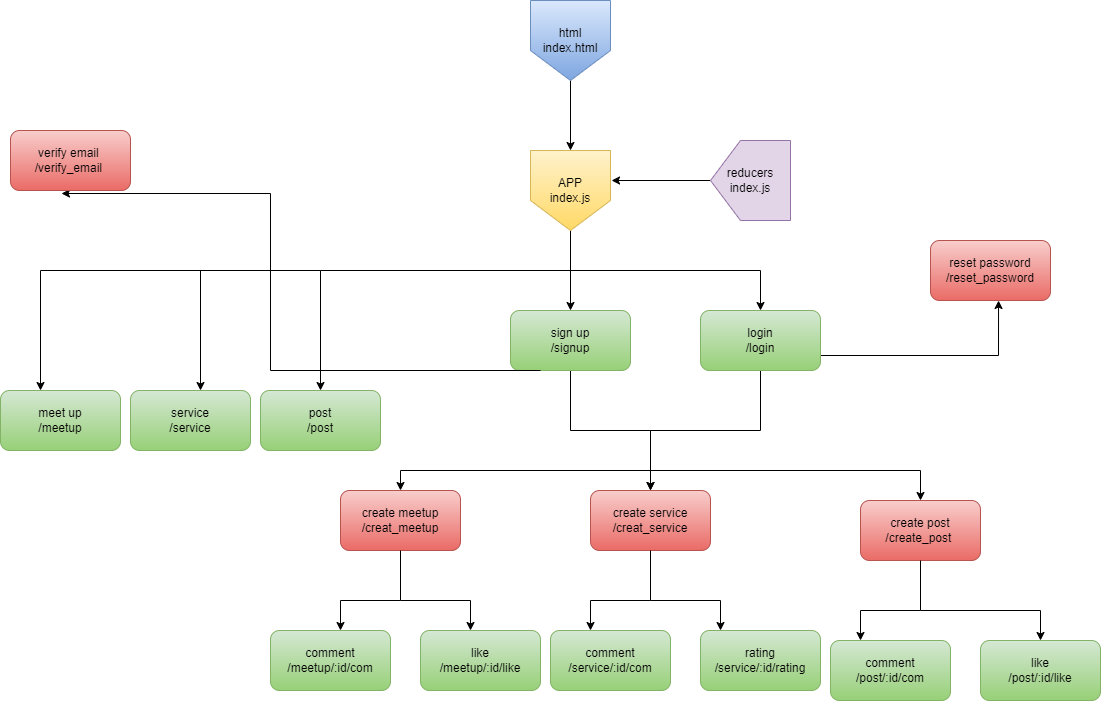 html
index.html
verify email
/verify_email
APP
index.js
reducers
index.js
reset password
/reset_password
sign up
/signup
login
/login
meet up
/meetup
service
/service
post
/post
create meetup
/creat_meetup
create service
/creat_service
create post
/create_post
comment
/meetup/:id/com
like
/meetup/:id/like
comment
/service/:id/com
rating
/service/:id/rating
comment
/post/:id/com
like
/post/:id/like